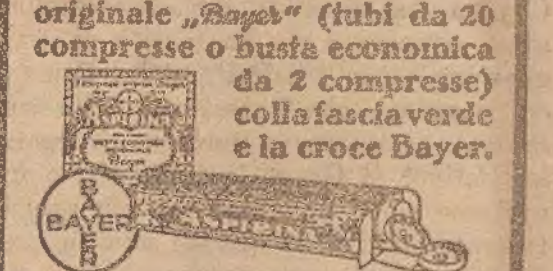 originale „Bayer“ (tubi da 20
compresse o busta economica
da 2 compresse)
colla fascia verde
e la croce Bayer.
Bayer
BAYER
BAYER